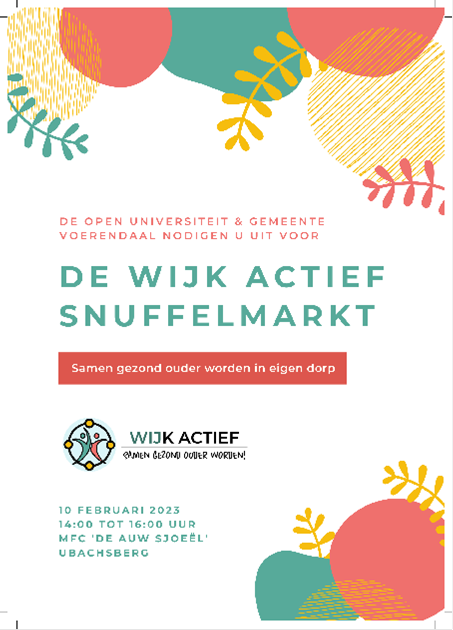 DE OPEN UNIVERSITEIT & GEMEENTE
VOERENDAAL NODIGEN U UIT VOOR
DE WIJK ACTIEF
SNUFFELMARKT
Samen gezond ouder worden in eigen dorp
WIJK ACTIEF
SAMEN GEZOND OUDER WORDEN!
10 FEBRUARI 2023
14:00 TOT 16:00 UUR
MFC 'DE AUW SJOEËL'
UBACHSBERG